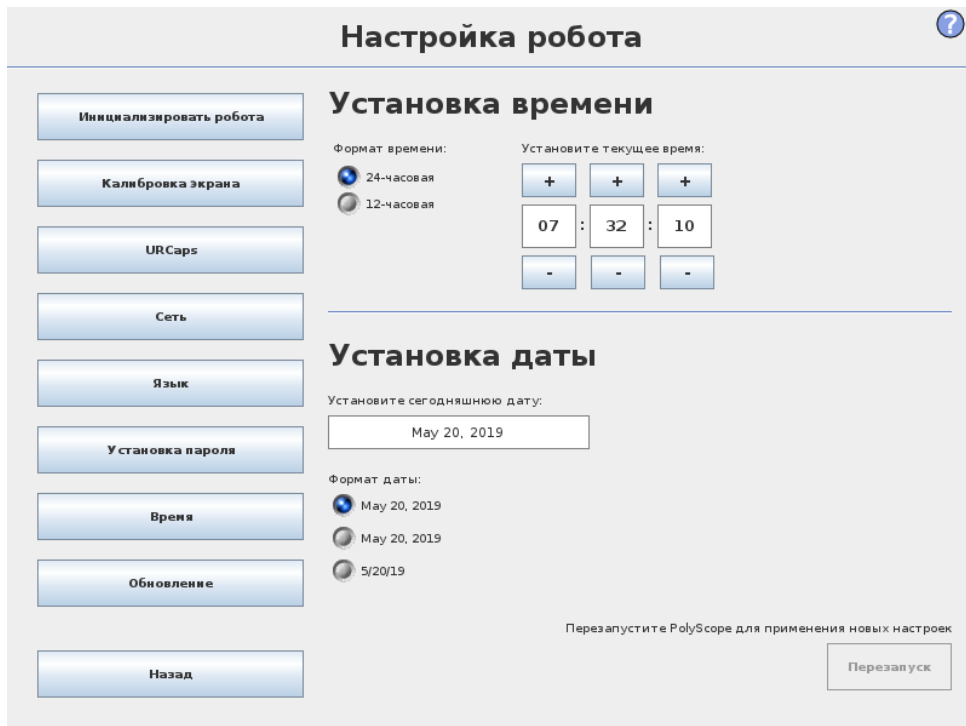 Настройка робота
?
Инициализировать робота
Калибровка экрана
URCaps
Сеть
Язык
Установка пароля
Время
Обновление
Назад
Установка времени
Формат времени:
24-часовая
12-часовая
Установите текущее время:
+ + +
07 : 32 : 10
- - -
Установка даты
Установите сегодняшнюю дату:
May 20, 2019
Формат даты:
May 20, 2019
May 20, 2019
5/20/19
Перезапустите PolyScope для применения новых настроек
Перезапуск